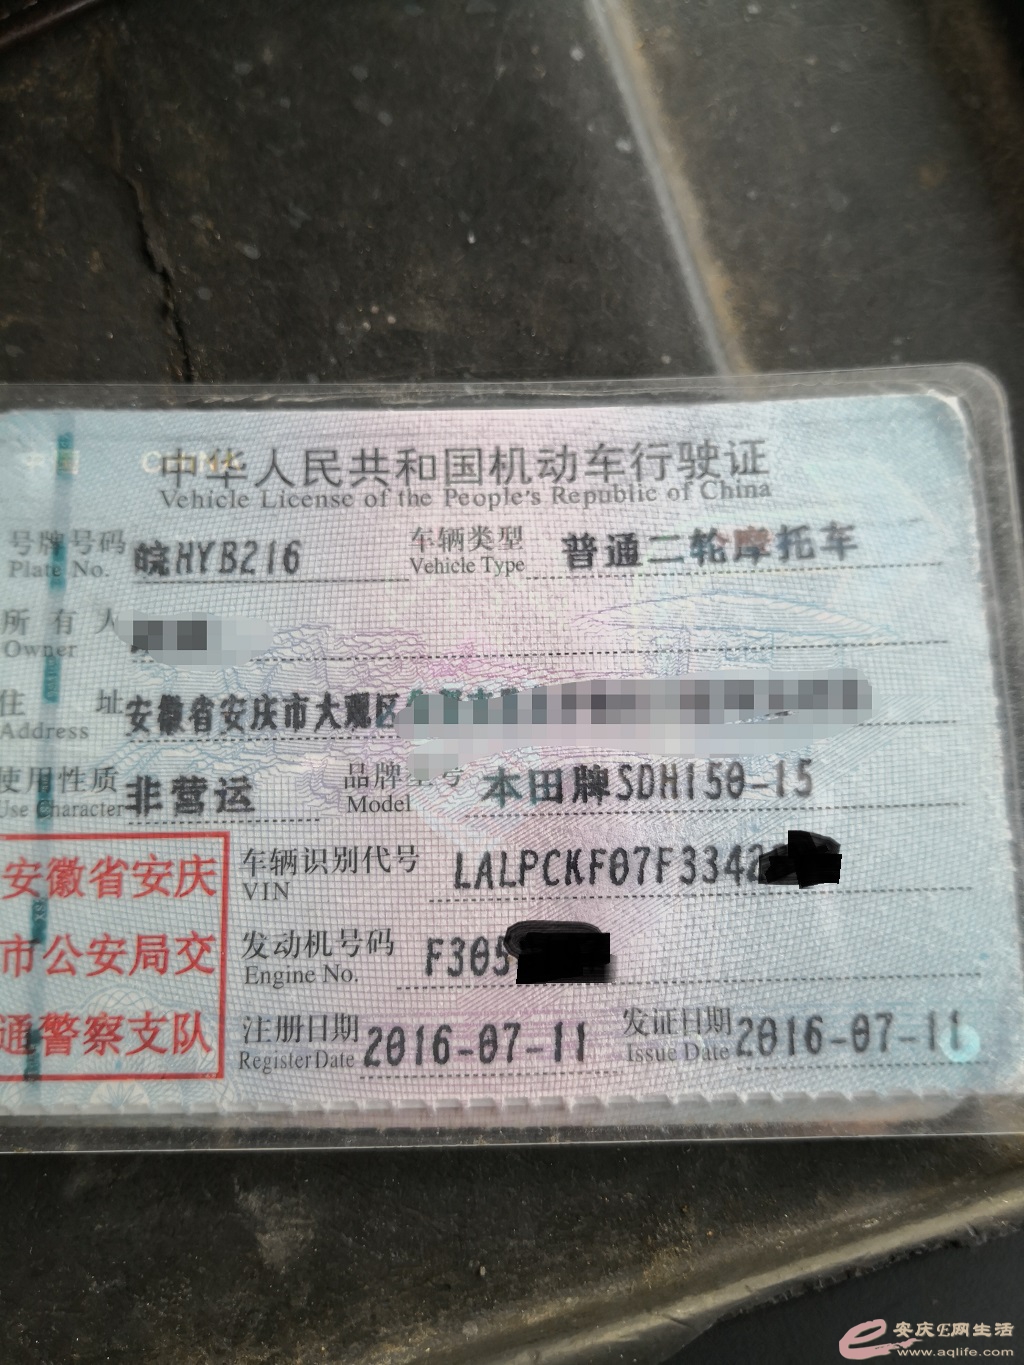 中国 CHINA
中华人民共和国机动车行驶证
Vehicle License of the People's Republic of China
号牌号码 皖HYB216 车辆类型 普通二轮摩托车
Plate No. Vehicle Type
所有人
Owner
住址 安徽省安庆市大观区
Address
使用性质 非营运 品牌型号 本田牌SDH150-15
Use Character Model
安徽省安庆
市公安局交
通警察支队
车辆识别代号 LALPCKF07F3342
VIN
发动机号码 F305
Engine No.
注册日期 2016-07-11 发证日期 2016-07-11
Register Date Issue Date
安庆E网生活
www.aqlife.com